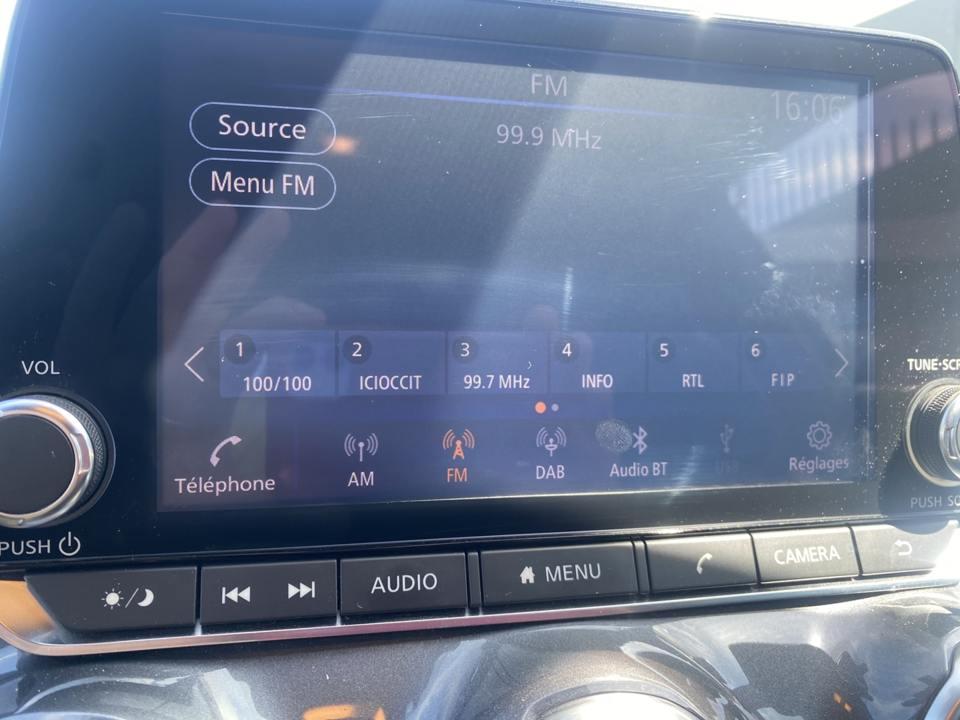 FM
16:06
Source
99.9 MHz
Menu FM
1 2 3 4 5 6
100/100 ICIOCCIT 99.7 MHz INFO RTL FIP
VOL
TUNE·SCR
Téléphone AM FM DAB Audio BT USB Réglages
PUSH
PUSH SO
AUDIO MENU CAMERA